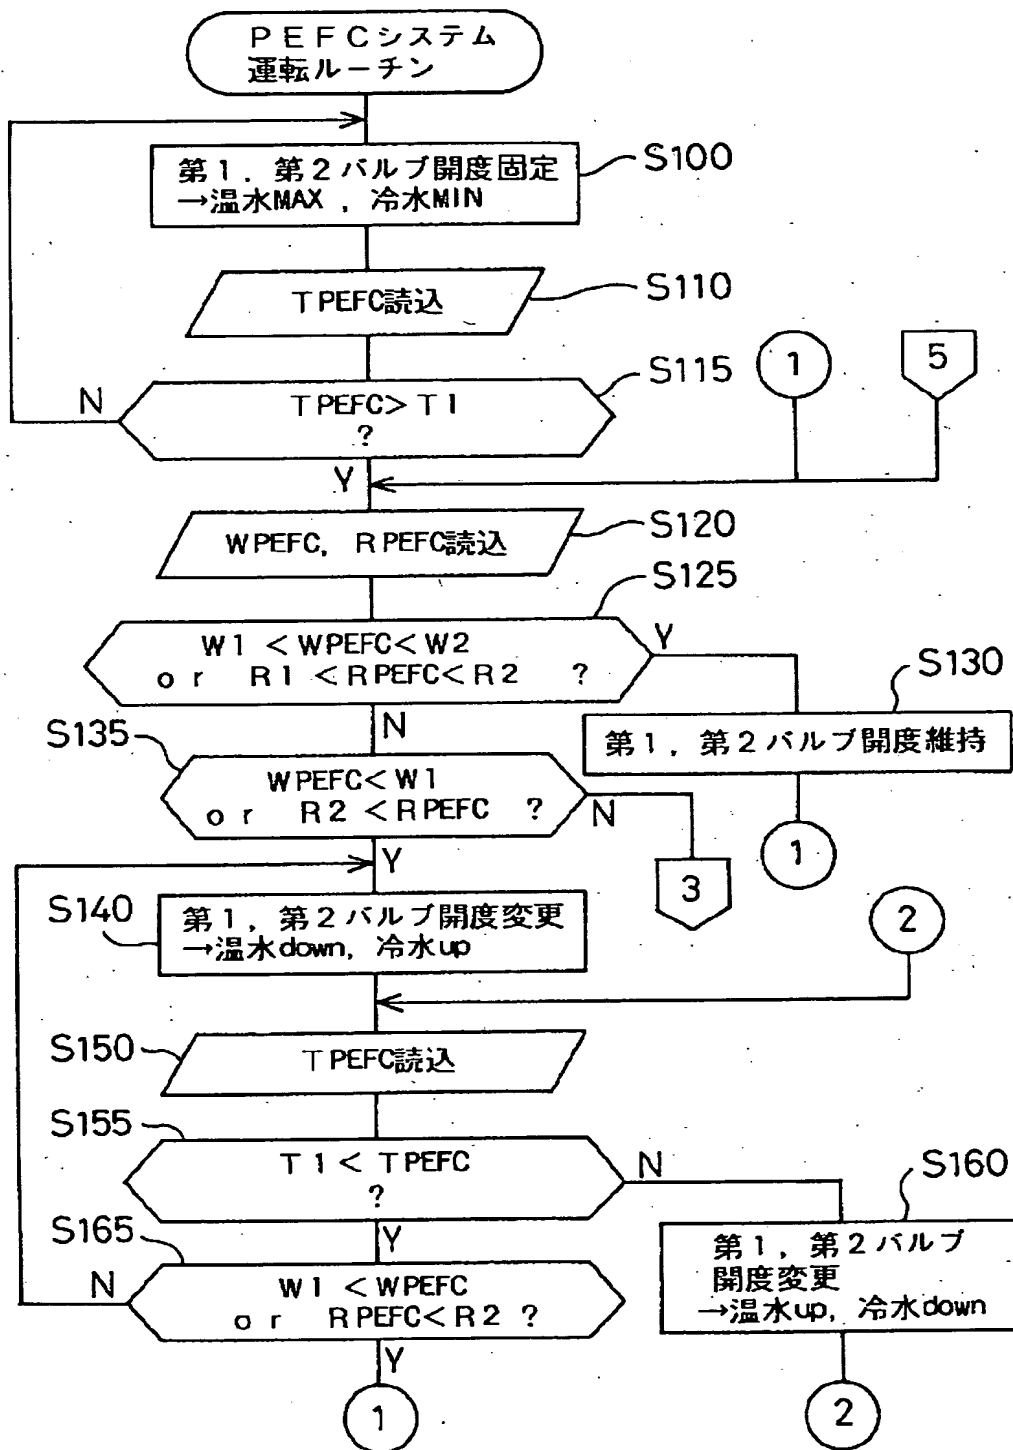 PEFCシステム
運転ルーチン
第1，第2バルブ開度固定
→温水MAX，冷水MIN
S100
TPEFC読込
S110
TPEFC>T1
?
S115
N
Y
1
5
WPEFC，RPEFC読込
S120
S125
W1<WPEFC<W2
or R1<RPEFC<R2 ?
Y
N
S130
第1，第2バルブ開度維持
1
S135
WPEFC<W1
or R2<RPEFC ?
N
Y
3
S140
第1，第2バルブ開度変更
→温水down，冷水up
2
S150
TPEFC読込
S155
T1<TPEFC
?
N
Y
S160
第1，第2バルブ
開度変更
→温水up，冷水down
2
S165
W1<WPEFC
or RPEFC<R2 ?
N
Y
1